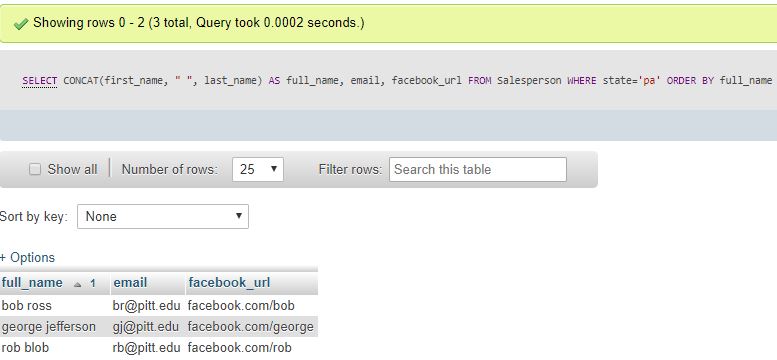 Showing rows 0 - 2 (3 total, Query took 0.0002 seconds.)
SELECT CONCAT(first_name, " ", last_name) AS full_name, email, facebook_url FROM Salesperson WHERE state='pa' ORDER BY full_name
Show all Number of rows: 25 Filter rows: Search this table
Sort by key: None
+ Options
full_name 1 email facebook_url
bob ross br@pitt.edu facebook.com/bob
george jefferson gj@pitt.edu facebook.com/george
rob blob rb@pitt.edu facebook.com/rob